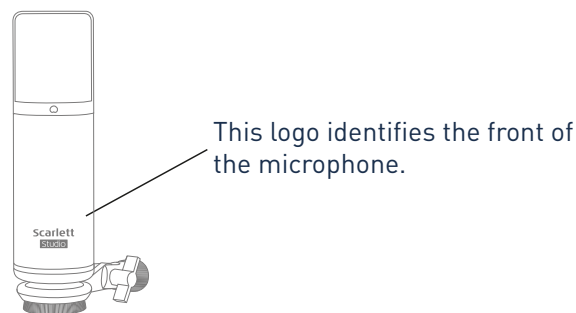 This logo identifies the front of
the microphone.
Scarlett
Studio